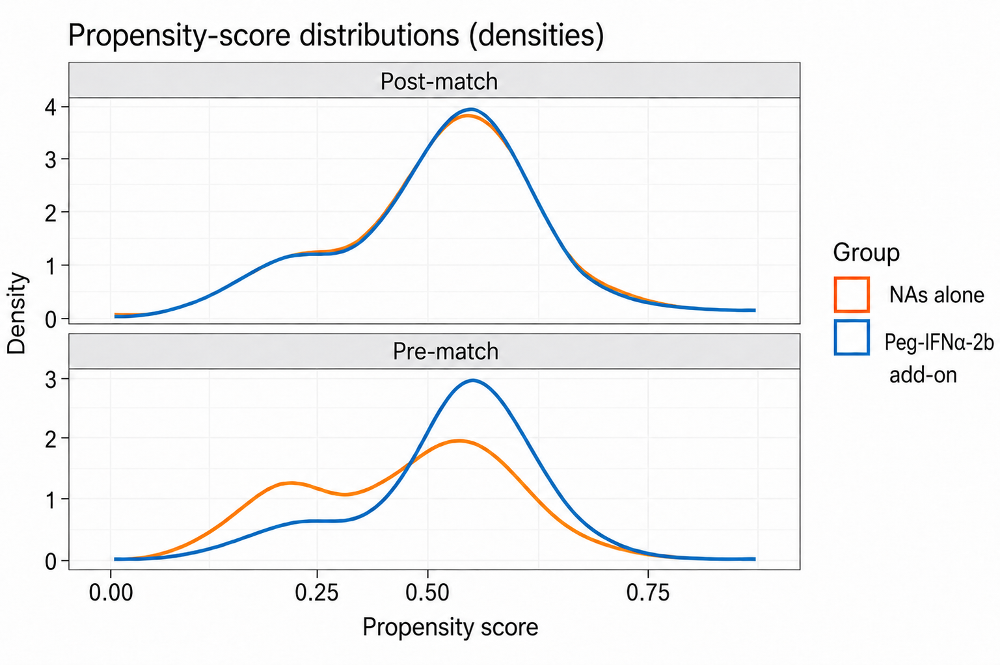 Propensity-score distributions (densities)
Post-match
4
3
2
1
0
Density
Pre-match
3
2
1
0
0.00 0.25 0.50 0.75
Propensity score
Group
NAs alone
Peg-IFNα-2b
add-on